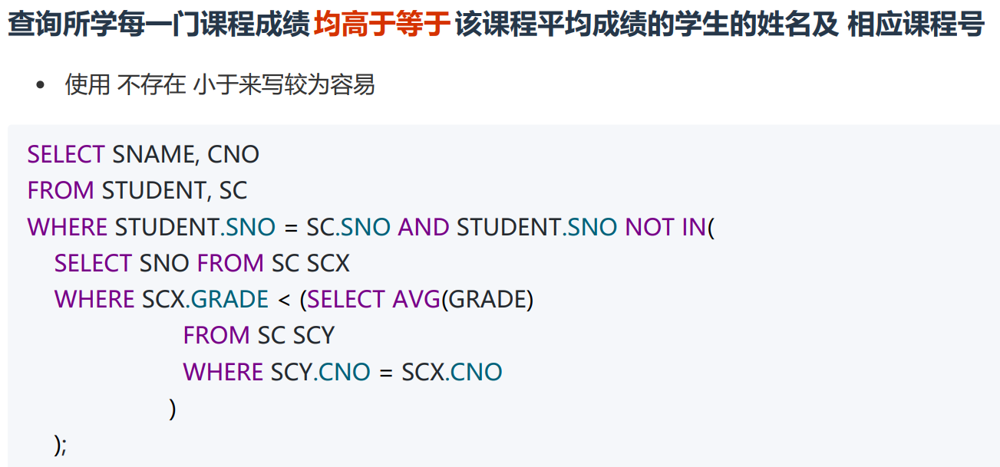 查询所学每一门课程成绩均高于等于该课程平均成绩的学生的姓名及 相应课程号
• 使用 不存在 小于来写较为容易
SELECT SNAME, CNO
FROM STUDENT, SC
WHERE STUDENT.SNO = SC.SNO AND STUDENT.SNO NOT IN(
SELECT SNO FROM SC SCX
WHERE SCX.GRADE < (SELECT AVG(GRADE)
FROM SC SCY
WHERE SCY.CNO = SCX.CNO
)
);